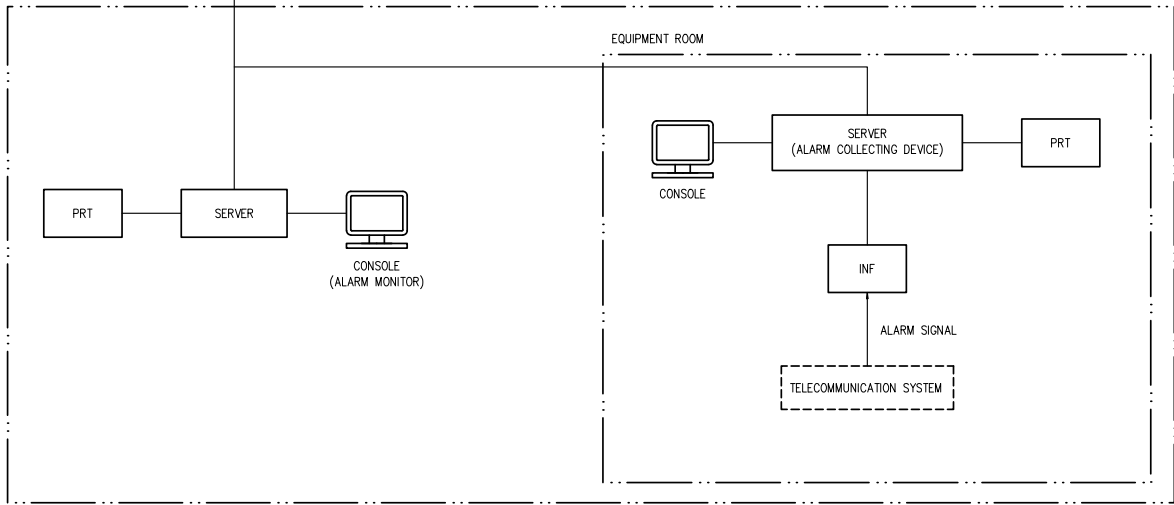 EQUIPMENT ROOM
SERVER
(ALARM COLLECTING DEVICE)
PRT
CONSOLE
PRT
SERVER
CONSOLE
(ALARM MONITOR)
INF
ALARM SIGNAL
TELECOMMUNICATION SYSTEM